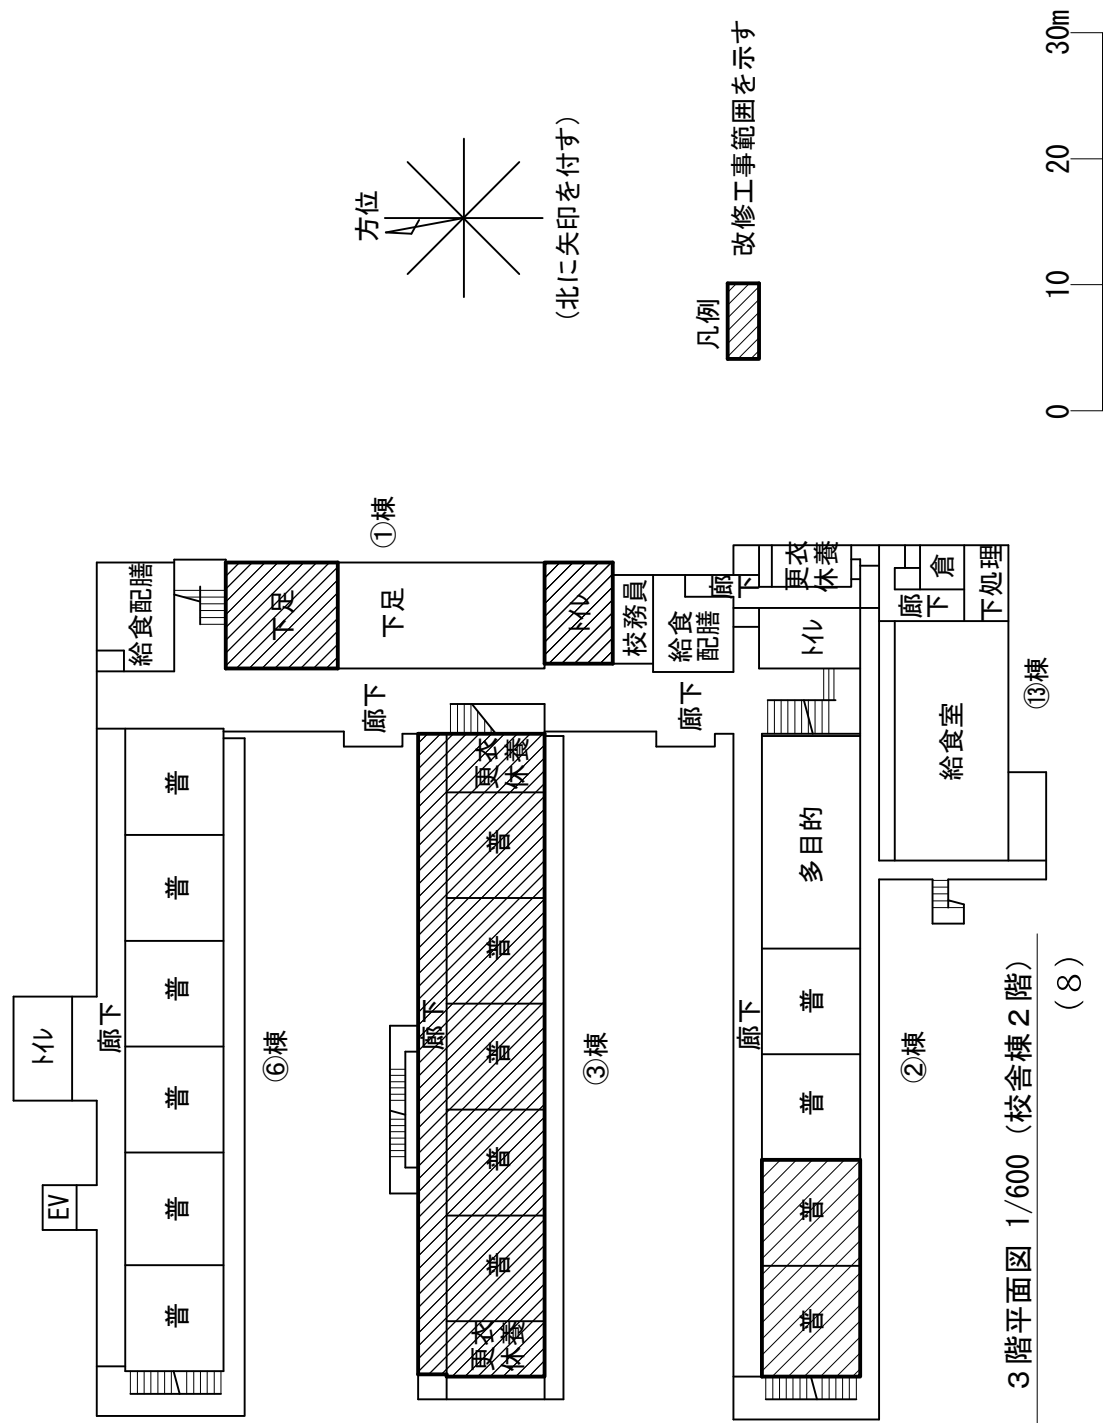 トイレ
EV
廊下
普
普
普
普
普
普
⑥棟
給食配膳
下足
下足
①棟
廊下
トイレ
校務員
給食
配膳
廊下
廊下
更衣
休養
普
普
普
普
普
更衣
休養
廊下
③棟
廊下
普
普
普
普
多目的
②棟
トイレ
更衣
休養
廊下
倉
下処理
給食室
⑬棟
方位
(北に矢印を付す)
凡例
改修工事範囲を示す
0 10 20 30m
3階平面図 1/600 (校舎棟2階)
(8)